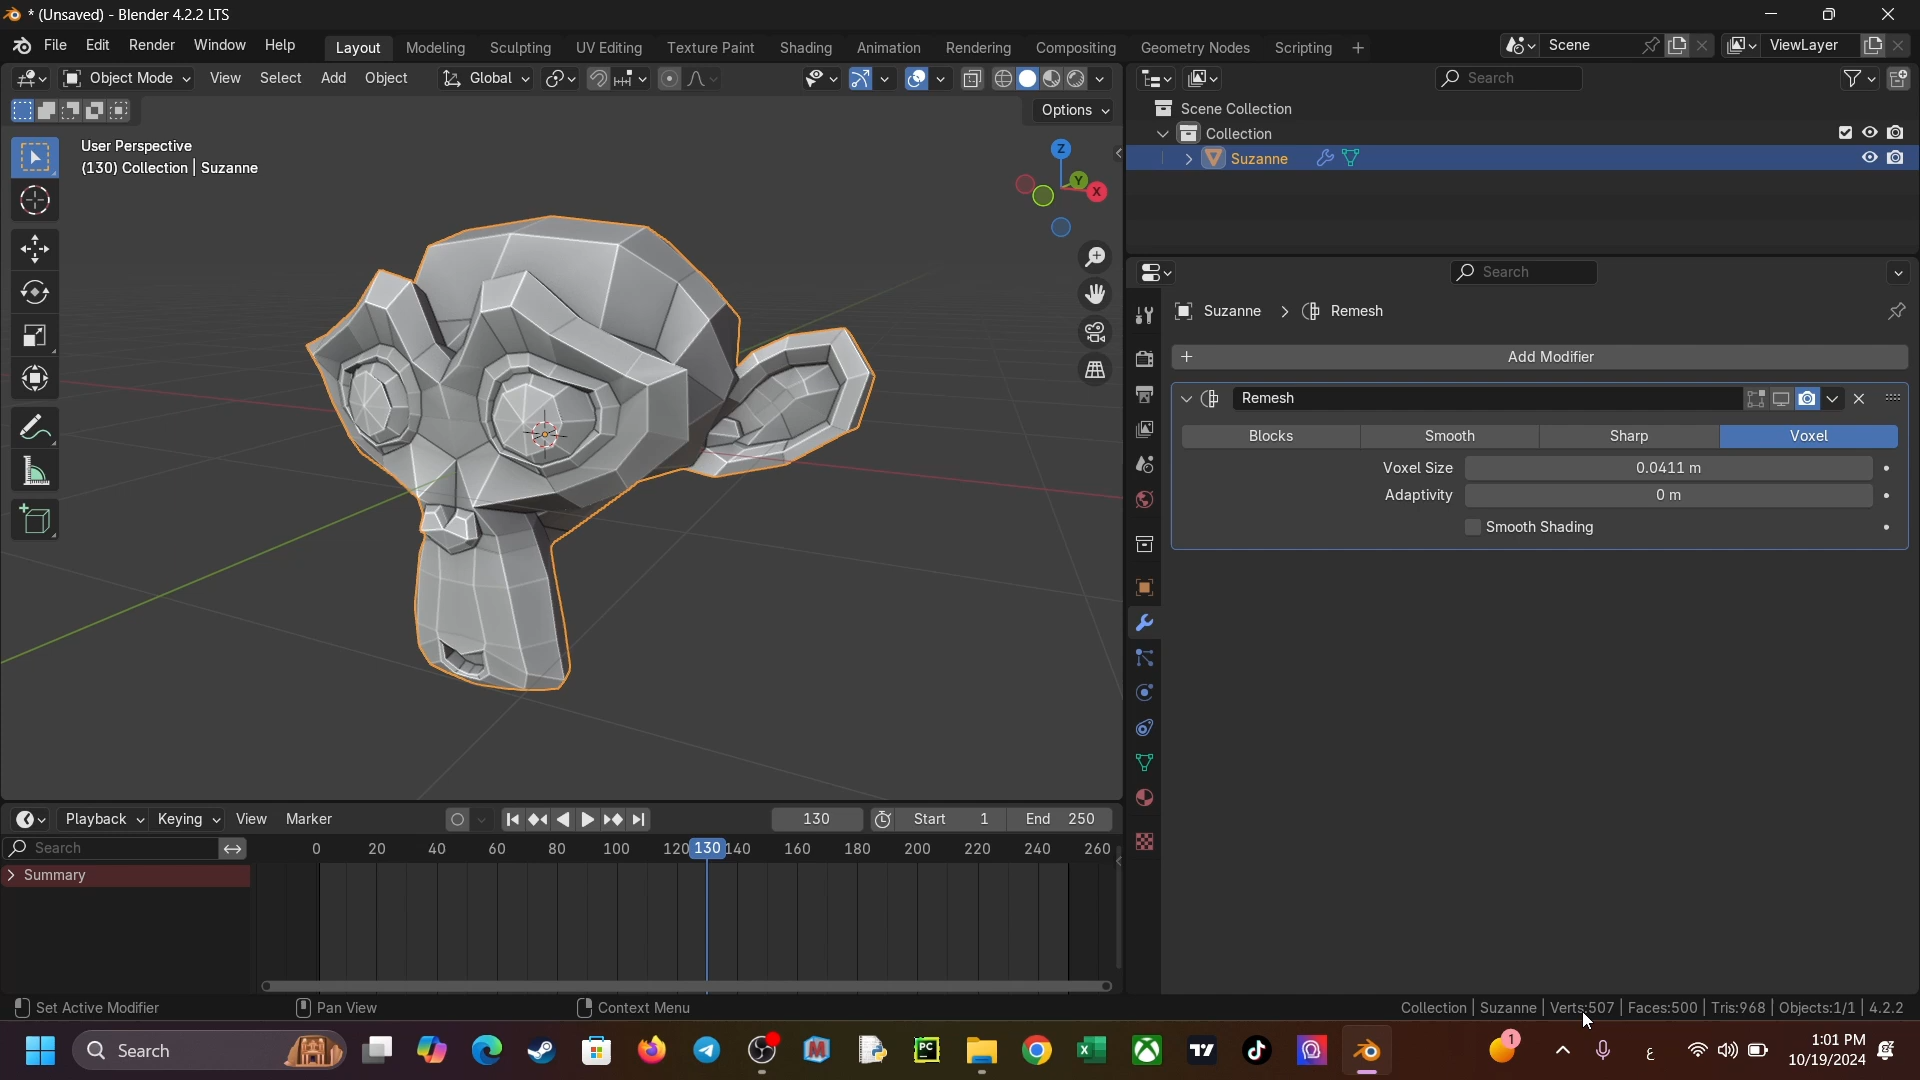 * (Unsaved) - Blender 4.2.2 LTS
File Edit Render Window Help Layout Modeling Sculpting UV Editing Texture Paint Shading Animation Rendering Compositing Geometry Nodes Scripting + Scene ViewLayer
Object Mode View Select Add Object Global Search
Options
Scene Collection
Collection
Suzanne
User Perspective
(130) Collection | Suzanne
Z
Y
X
Search
Suzanne > Remesh
+ Add Modifier
Remesh
Blocks Smooth Sharp Voxel
Voxel Size 0.0411 m
Adaptivity 0 m
Smooth Shading
Playback Keying View Marker 130 Start 1 End 250
Search 0 20 40 60 80 100 120 130 140 160 180 200 220 240 260
Summary
Set Active Modifier Pan View Context Menu Collection | Suzanne | Verts:507 | Faces:500 | Tris:968 | Objects:1/1 | 4.2.2
Search PC 1 ع 1:01 PM
10/19/2024